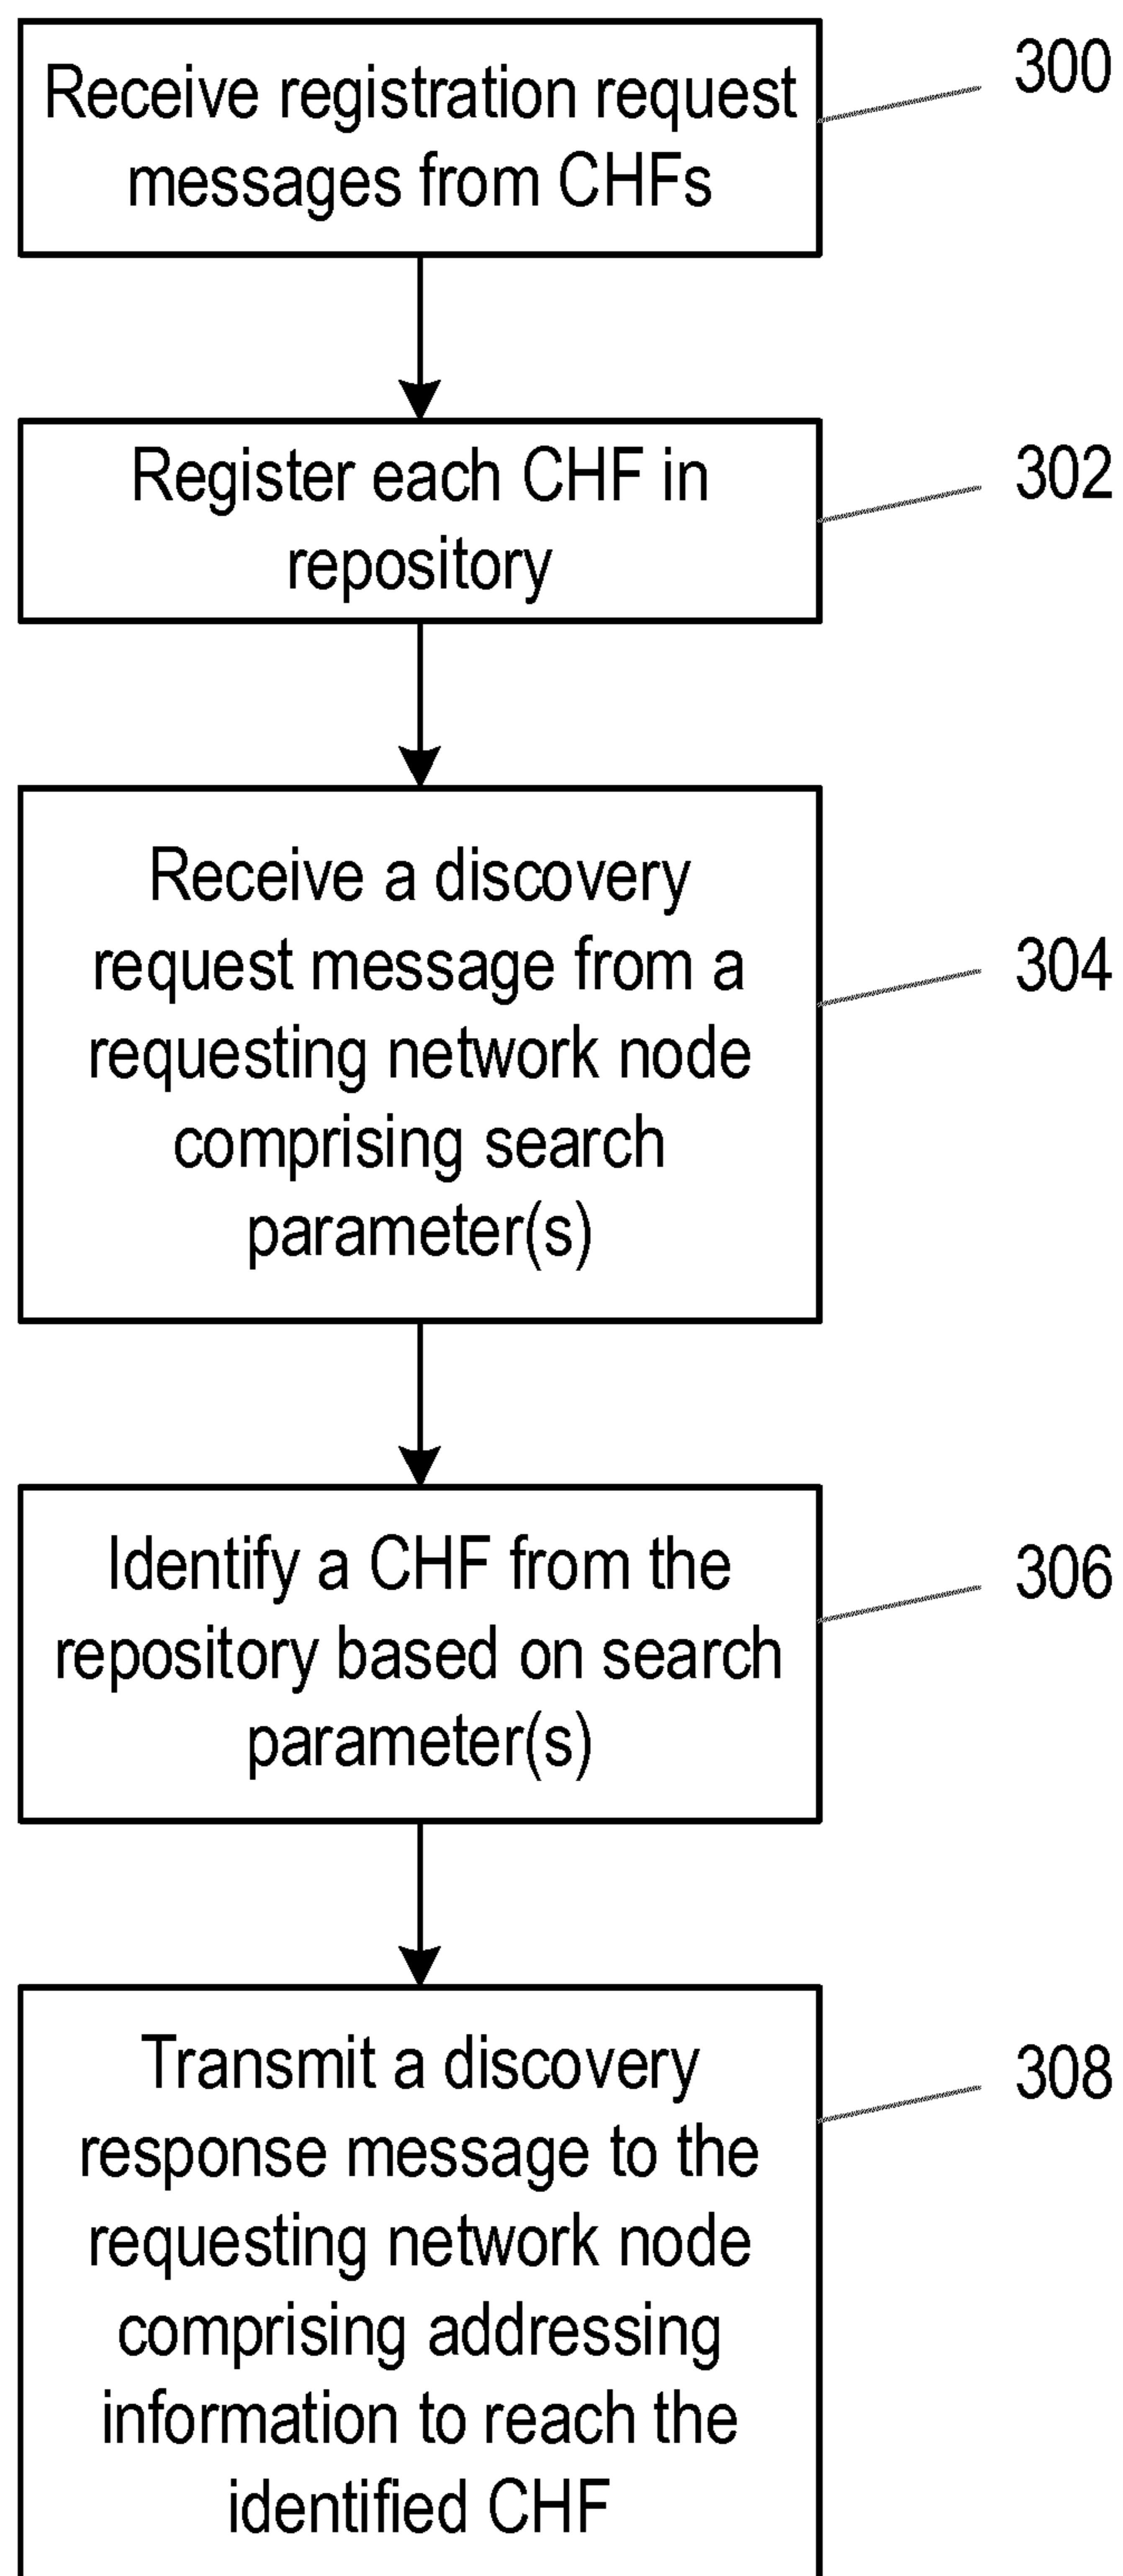 Receive registration request
messages from CHFs
300
Register each CHF in
repository
302
Receive a discovery
request message from a
requesting network node
comprising search
parameter(s)
304
Identify a CHF from the
repository based on search
parameter(s)
306
Transmit a discovery
response message to the
requesting network node
comprising addressing
information to reach the
identified CHF
308